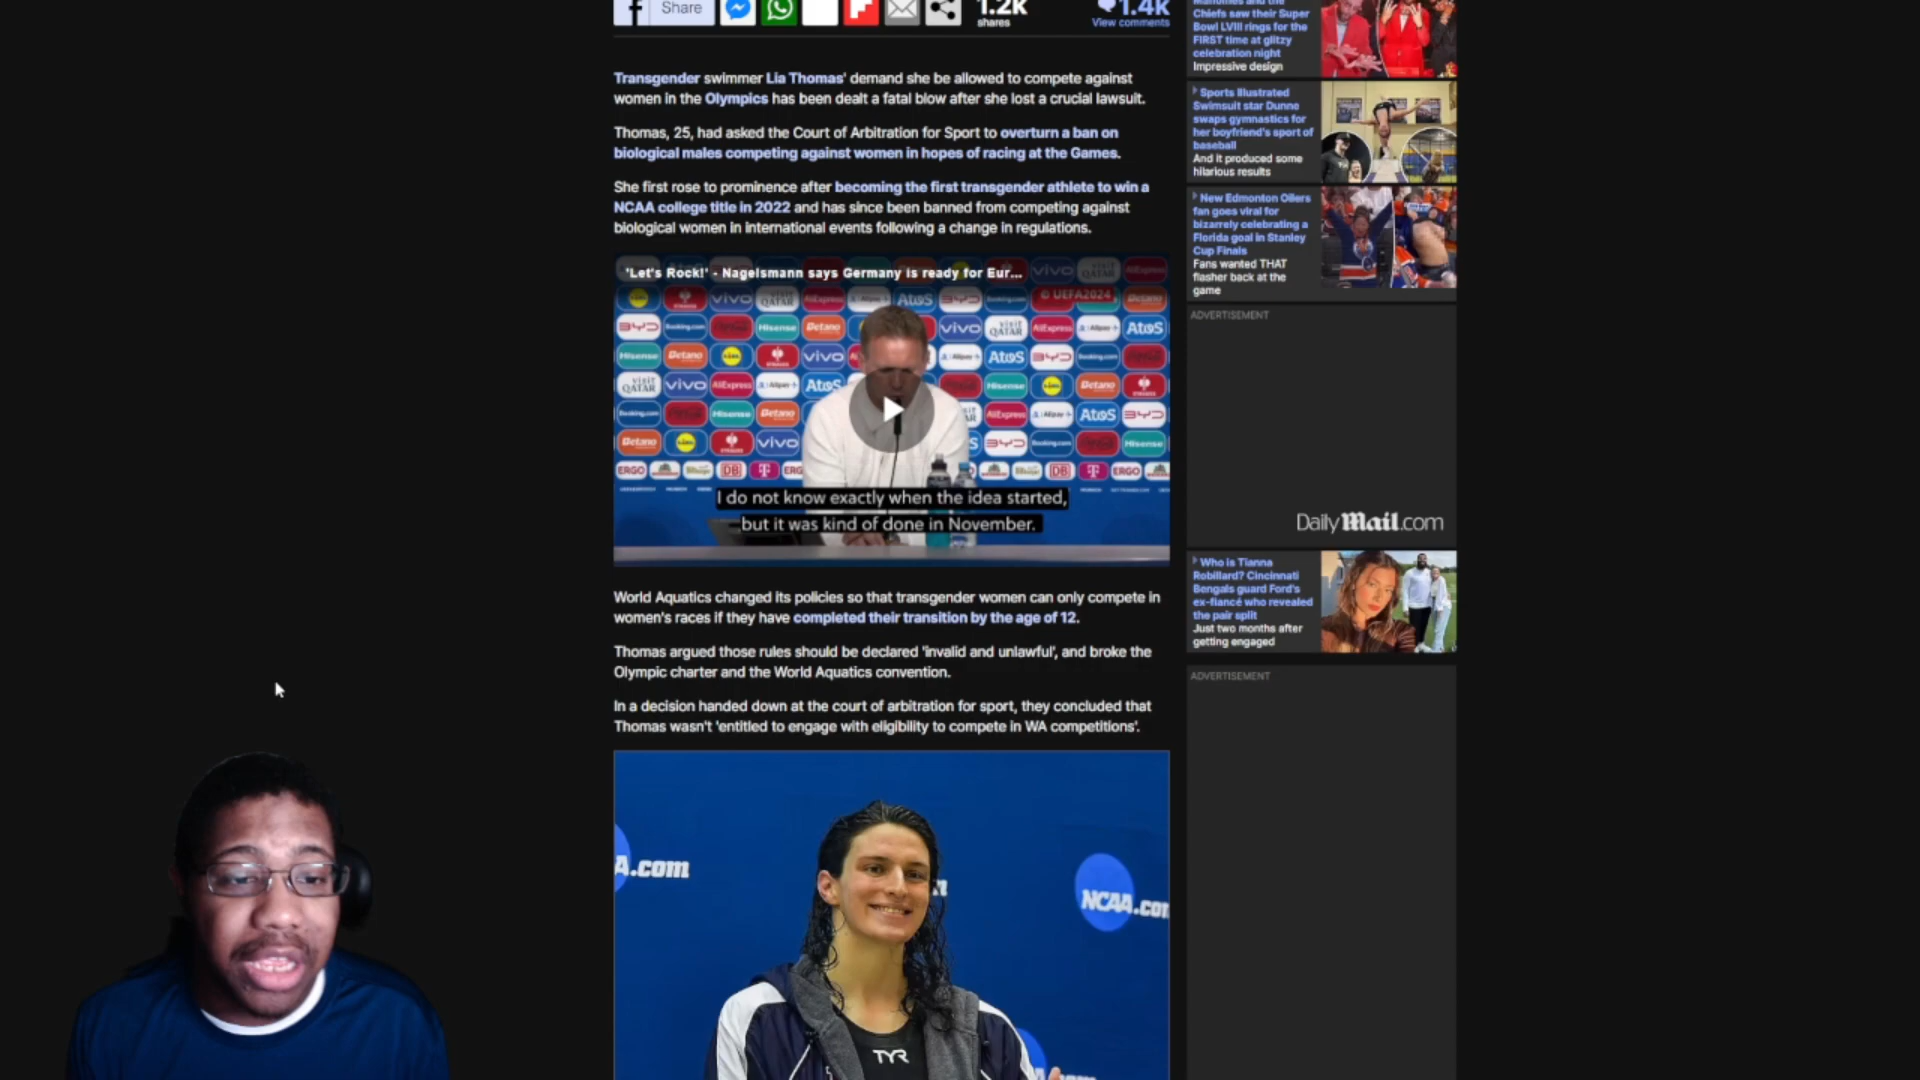 Share
1.2k
shares
1.4k
View comments
Transgender swimmer Lia Thomas' demand she be allowed to compete against
women in the Olympics has been dealt a fatal blow after she lost a crucial lawsuit.
Thomas, 25, had asked the Court of Arbitration for Sport to overturn a ban on
biological males competing against women in hopes of racing at the Games.
She first rose to prominence after becoming the first transgender athlete to win a
NCAA college title in 2022 and has since been banned from competing against
biological women in international events following a change in regulations.
'Let's Rock!' - Nagelsmann says Germany is ready for Eur...
© UEFA2024
I do not know exactly when the idea started,
but it was kind of done in November.
World Aquatics changed its policies so that transgender women can only compete in
women's races if they have completed their transition by the age of 12.
Thomas argued those rules should be declared 'invalid and unlawful', and broke the
Olympic charter and the World Aquatics convention.
In a decision handed down at the court of arbitration for sport, they concluded that
Thomas wasn't 'entitled to engage with eligibility to compete in WA competitions'.
A.com
NCAA.co
TYR
Chiefs saw their Super
Bowl LVIII rings for the
FIRST time at glitzy
celebration night
Impressive design
Sports Illustrated
Swimsuit star Dunne
swaps gymnastics for
her boyfriend's sport of
baseball
And it produced some
hilarious results
New Edmonton Oilers
fan goes viral for
bizarrely celebrating a
Florida goal in Stanley
Cup Finals
Fans wanted THAT
flasher back at the
game
ADVERTISEMENT
DailyMail.com
Who is Tianna
Robillard? Cincinnati
Bengals guard Ford's
ex-fiancé who revealed
the pair split
Just two months after
getting engaged
ADVERTISEMENT